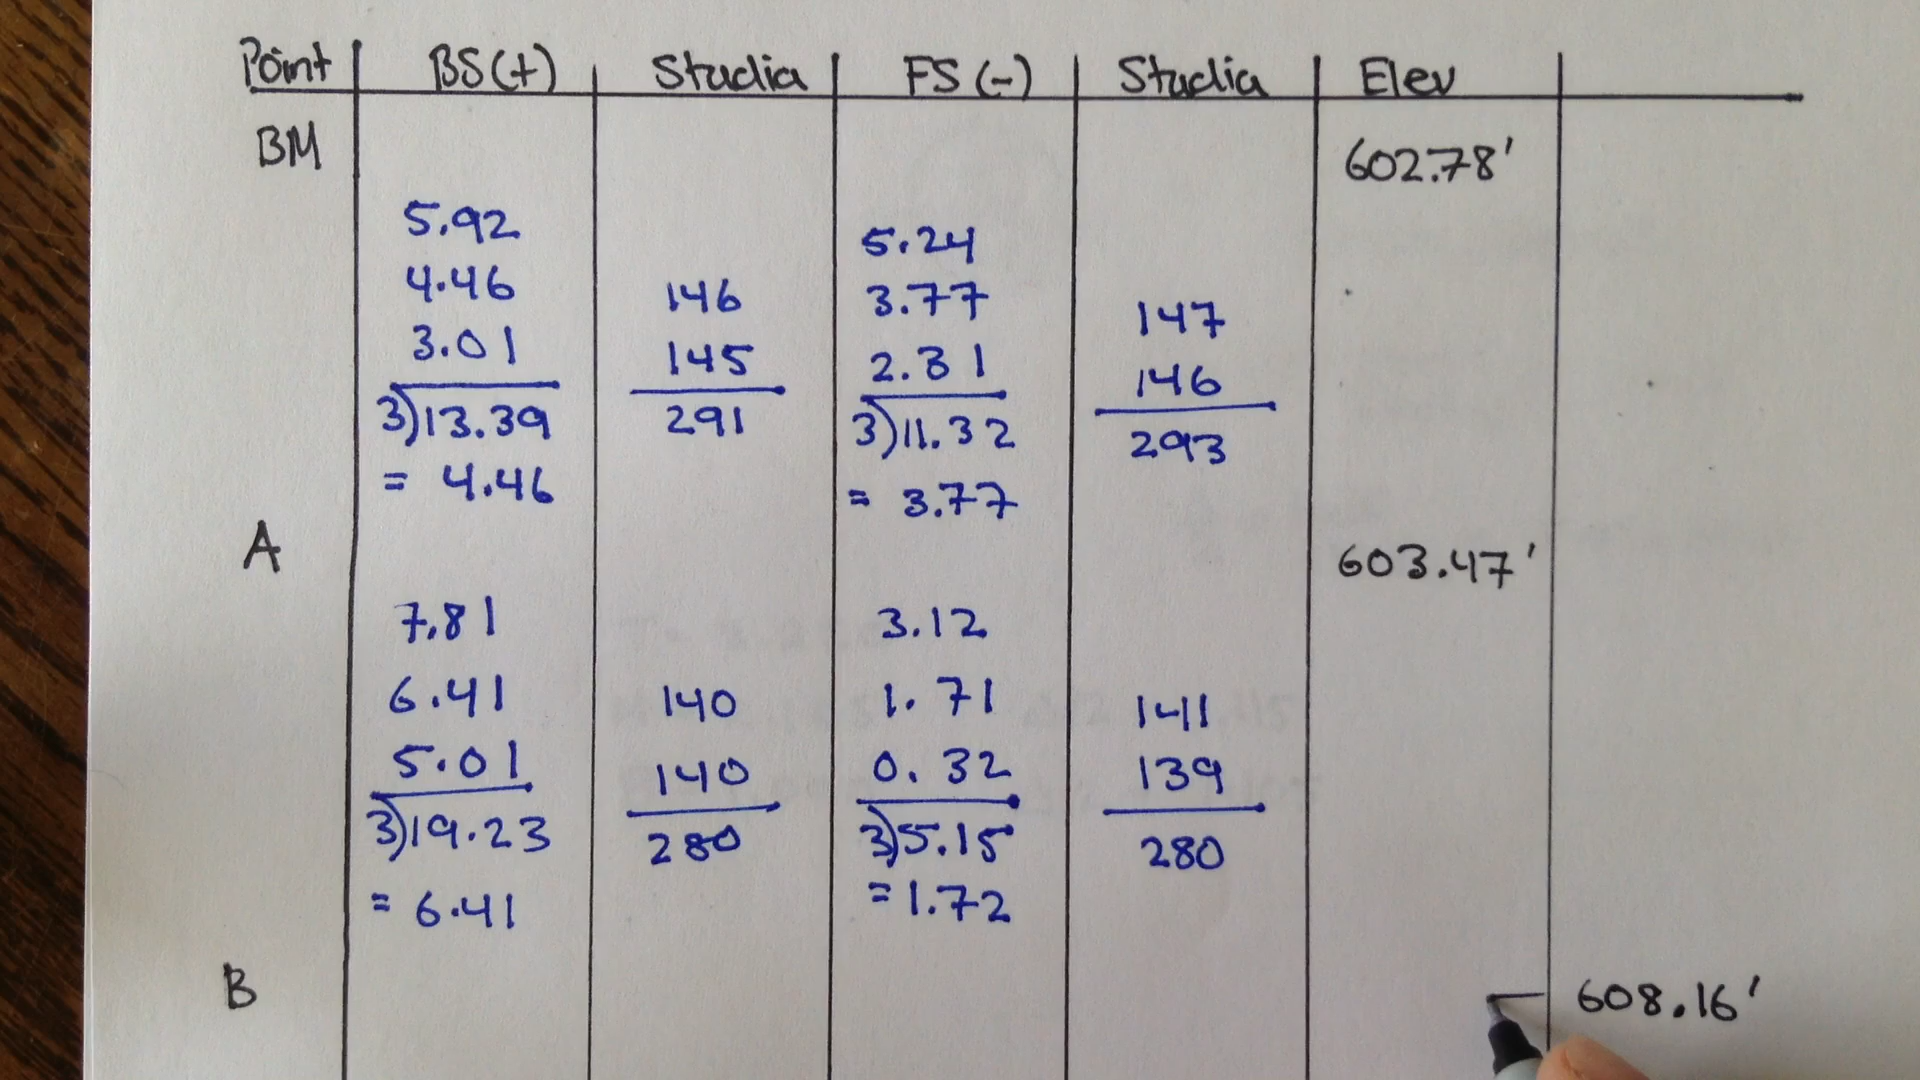 Point BS(+) Stadia FS(-) Stadia Elev
BM 602.78'
5.92 5.24
4.46 146 3.77 147
3.01 145 2.31 146
3)13.39 291 3)11.32 293
= 4.46 = 3.77
A 603.47'
7.81 3.12
6.41 140 1.71 141
5.01 140 0.32 139
3)19.23 280 3)5.15 280
= 6.41 = 1.72
B 608.16'